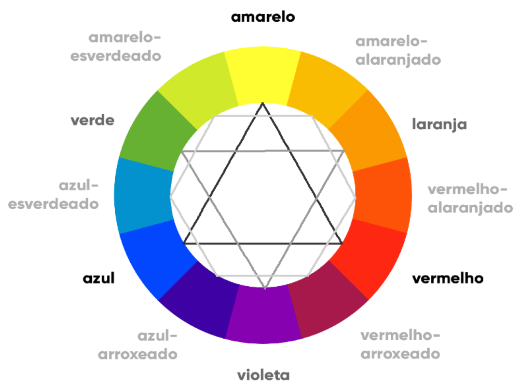 amarelo
amarelo-
esverdeado
amarelo-
alaranjado
verde
laranja
azul-
esverdeado
vermelho-
alaranjado
azul
vermelho
azul-
arroxeado
vermelho-
arroxeado
violeta